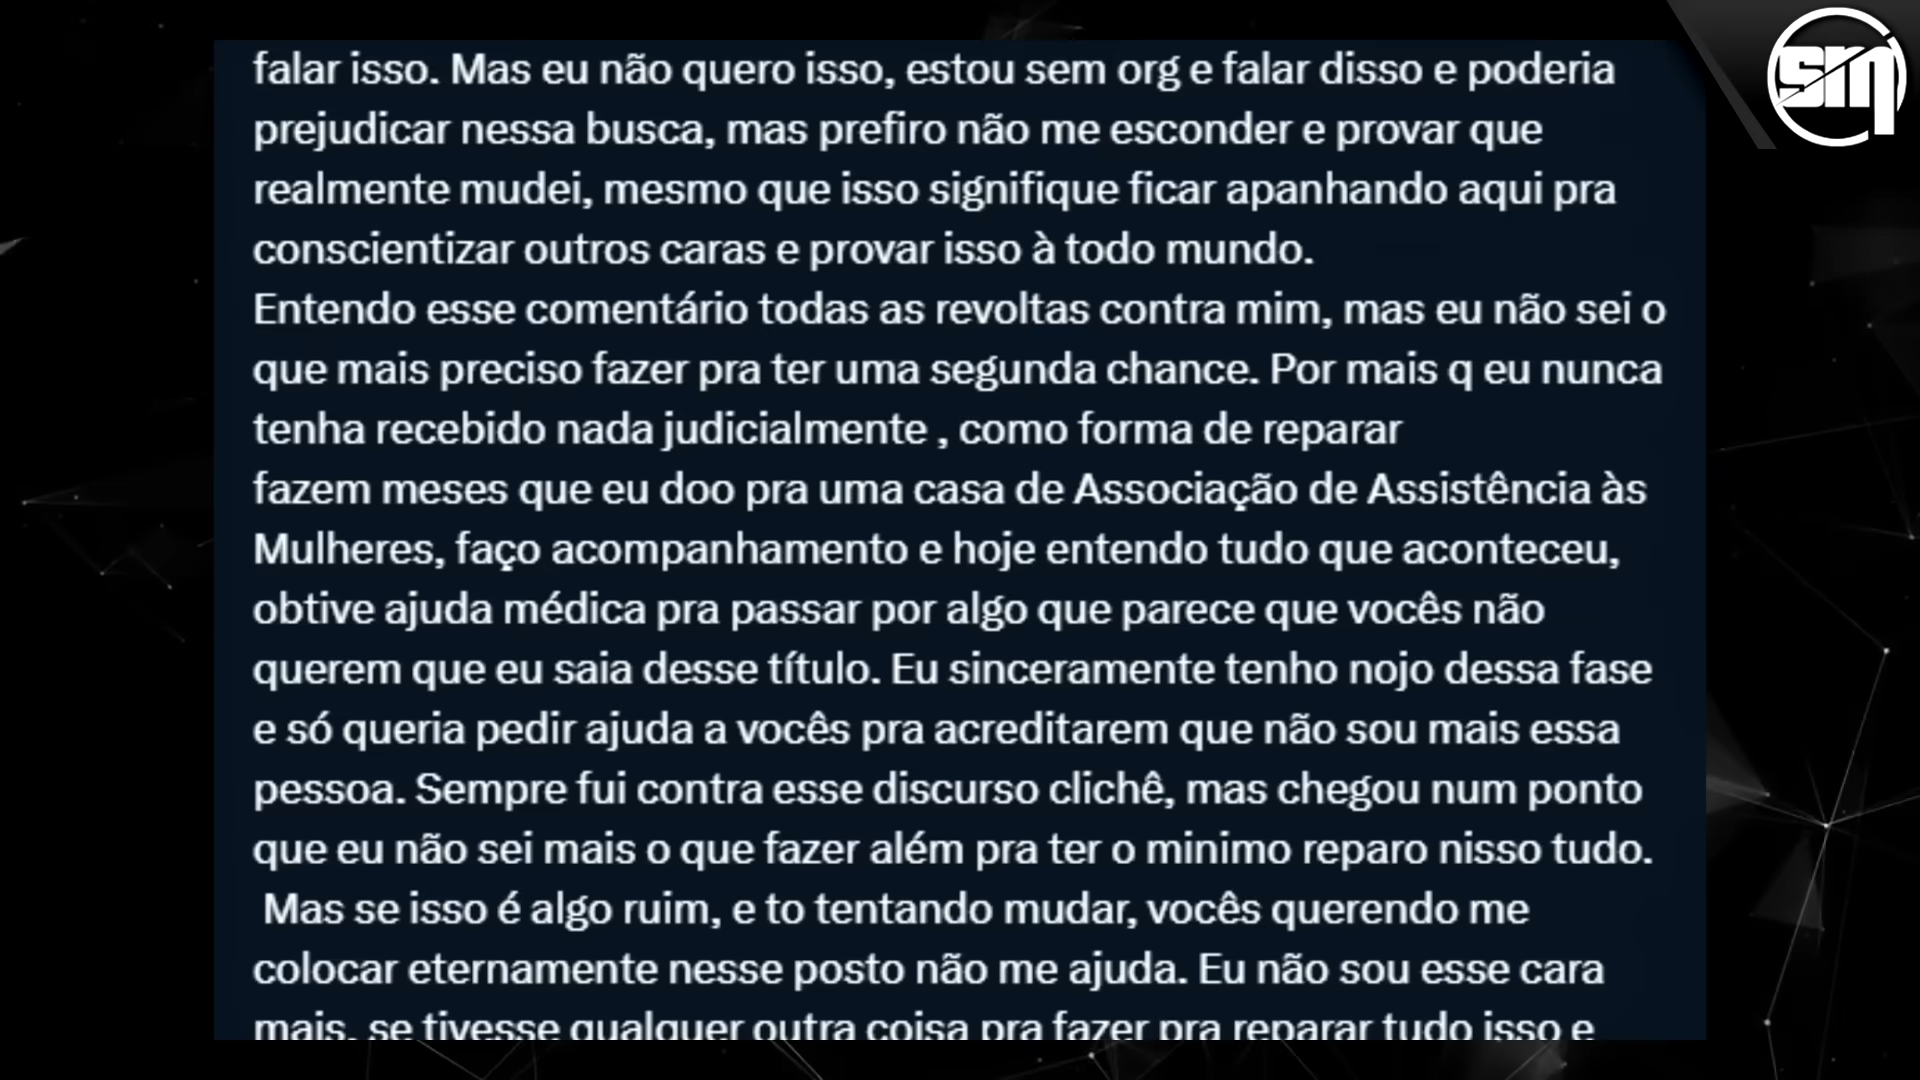 falar isso. Mas eu não quero isso, estou sem org e falar disso e poderia
prejudicar nessa busca, mas prefiro não me esconder e provar que
realmente mudei, mesmo que isso signifique ficar apanhando aqui pra
conscientizar outros caras e provar isso à todo mundo.
Entendo esse comentário todas as revoltas contra mim, mas eu não sei o
que mais preciso fazer pra ter uma segunda chance. Por mais q eu nunca
tenha recebido nada judicialmente , como forma de reparar
fazem meses que eu doo pra uma casa de Associação de Assistência às
Mulheres, faço acompanhamento e hoje entendo tudo que aconteceu,
obtive ajuda médica pra passar por algo que parece que vocês não
querem que eu saia desse título. Eu sinceramente tenho nojo dessa fase
e só queria pedir ajuda a vocês pra acreditarem que não sou mais essa
pessoa. Sempre fui contra esse discurso clichê, mas chegou num ponto
que eu não sei mais o que fazer além pra ter o minimo reparo nisso tudo.
Mas se isso é algo ruim, e to tentando mudar, vocês querendo me
colocar eternamente nesse posto não me ajuda. Eu não sou esse cara
mais, se tivesse qualquer outra coisa pra fazer pra reparar tudo isso e